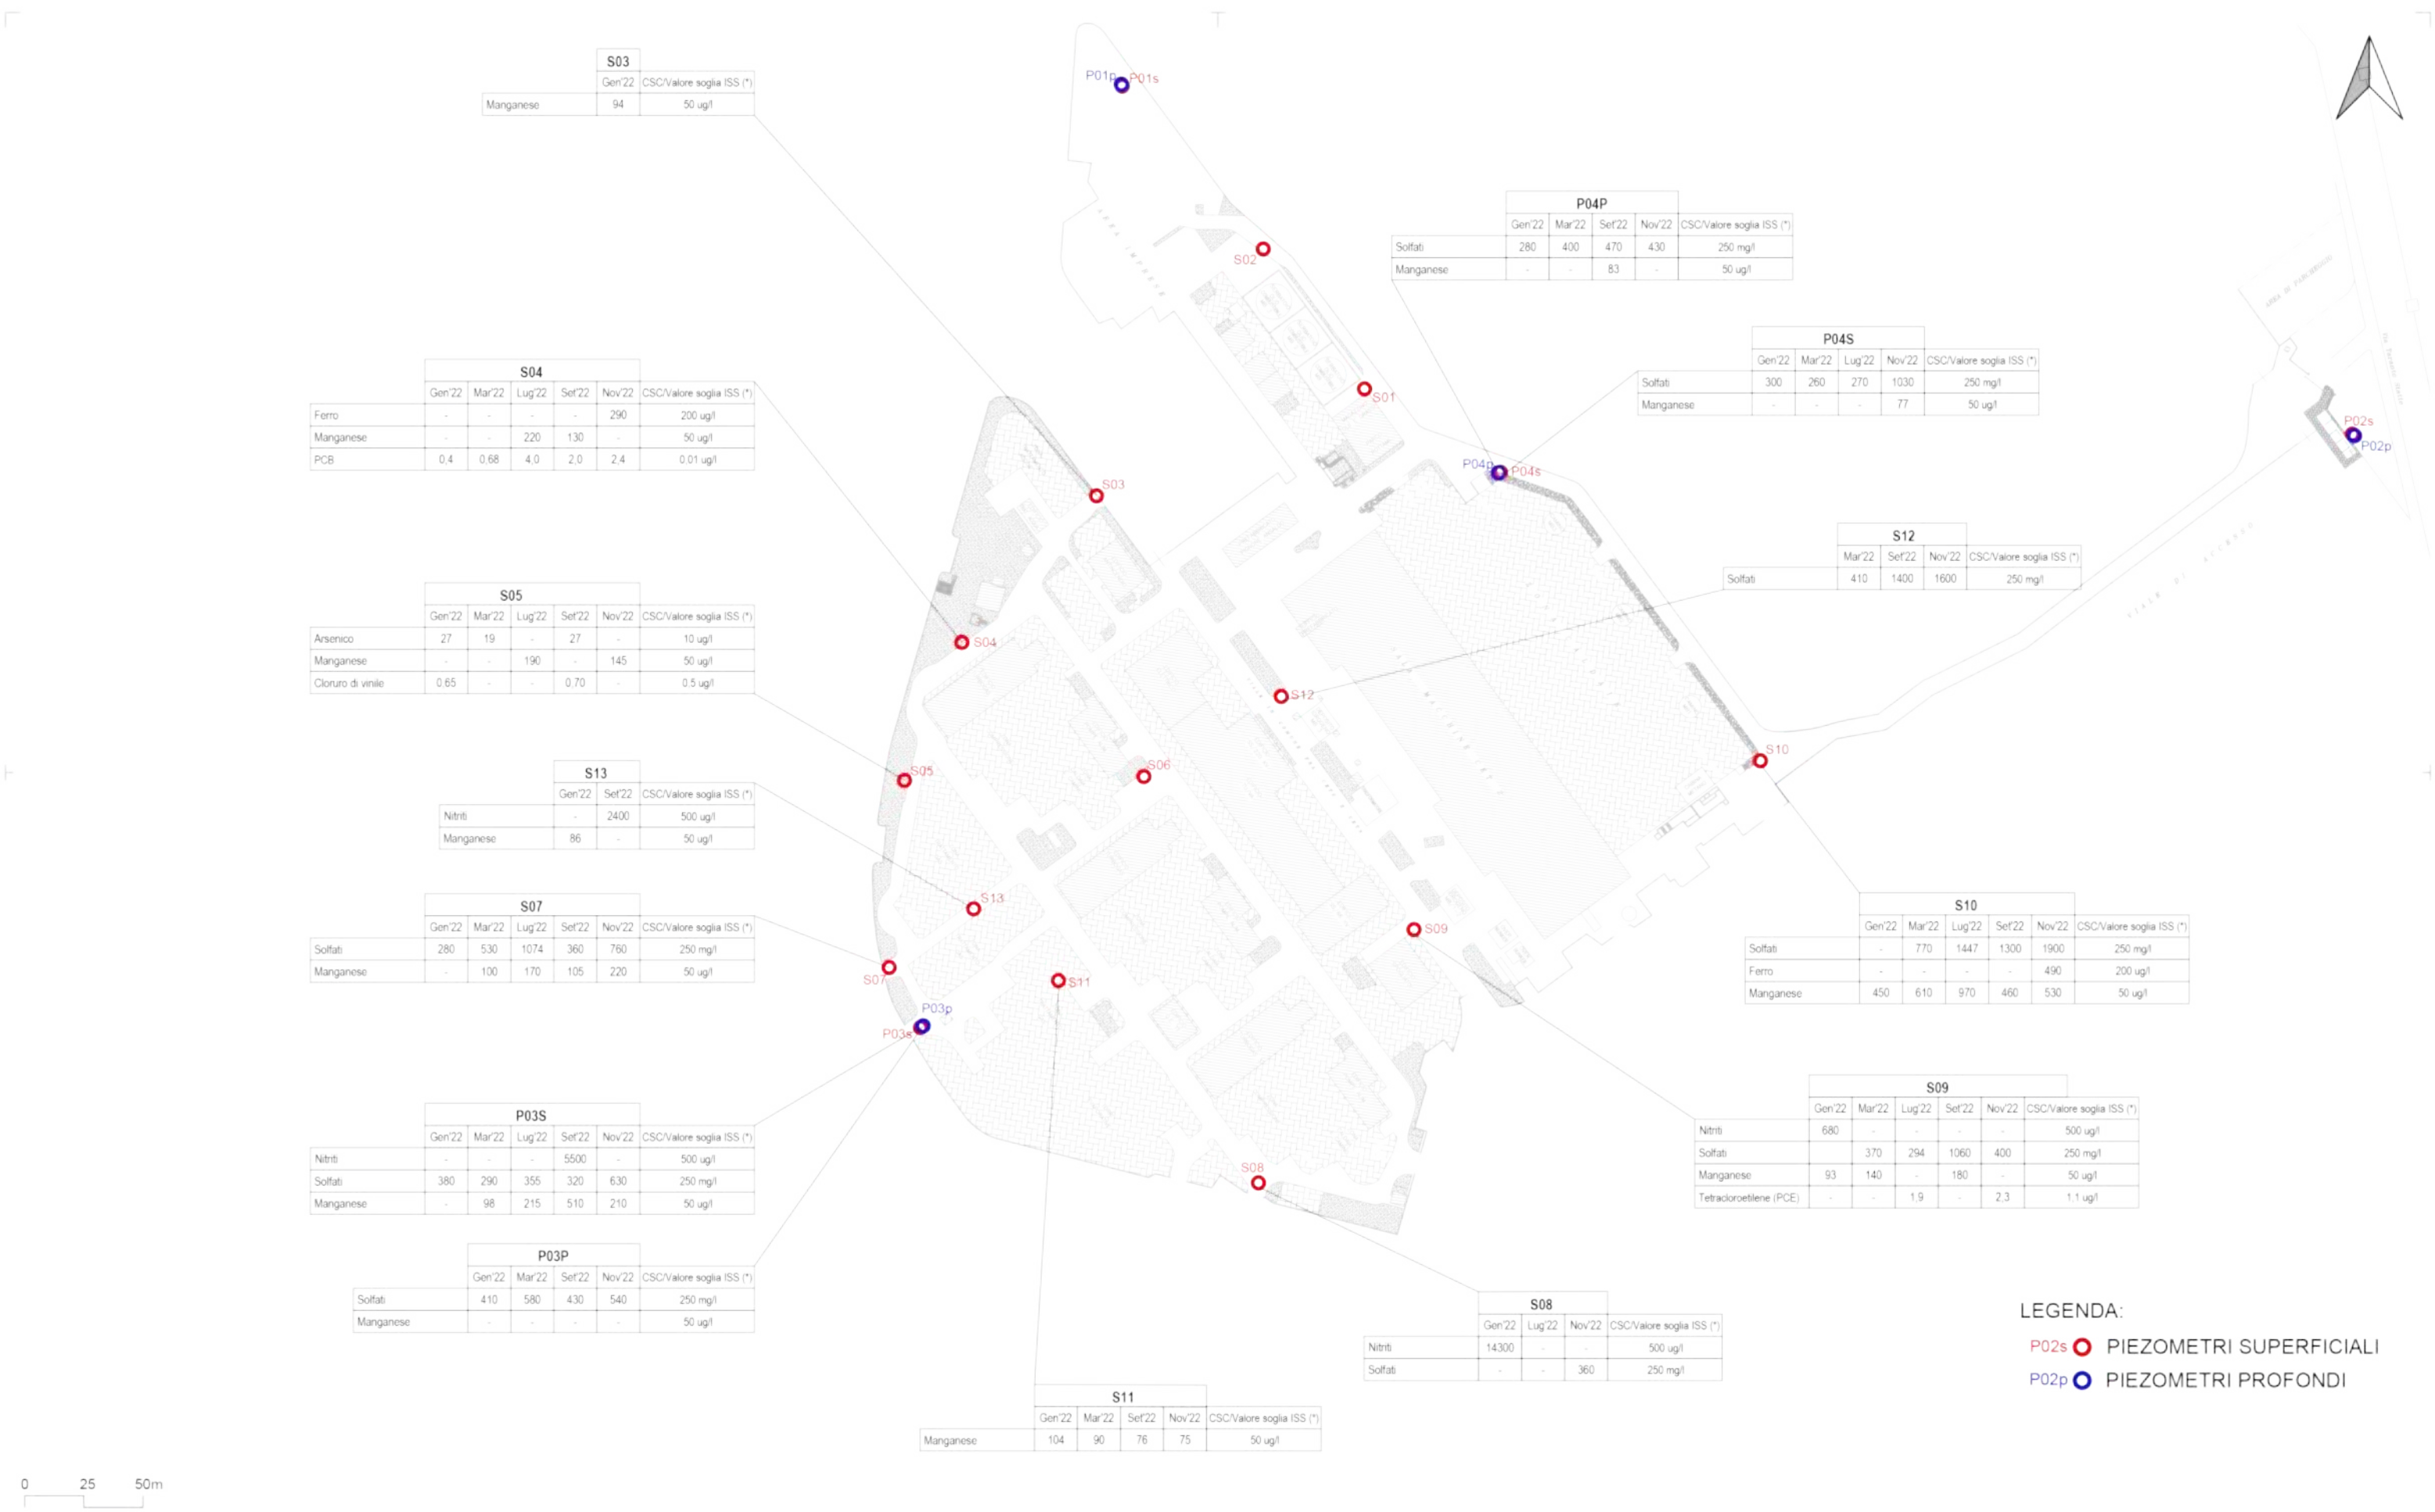 S03
Gen'22 CSC/Valore soglia ISS (*)
Manganese 94 50 ug/l
P01p P01s
P04P
Gen'22 Mar'22 Set'22 Nov'22 CSC/Valore soglia ISS (*)
Solfati 280 400 470 430 250 mg/l
Manganese - - 83 - 50 ug/l
S02
P04S
Gen'22 Mar'22 Lug'22 Nov'22 CSC/Valore soglia ISS (*)
Solfati 300 260 270 1030 250 mg/l
Manganese - - - 77 50 ug/l
S04
Gen'22 Mar'22 Lug'22 Set'22 Nov'22 CSC/Valore soglia ISS (*)
Ferro - - - - 290 200 ug/l
Manganese - - 220 130 - 50 ug/l
PCB 0,4 0,68 4,0 2,0 2,4 0.01 ug/l
S01
P02s
P02p
P04p P04s
S03
S12
Mar'22 Set'22 Nov'22 CSC/Valore soglia ISS (*)
Solfati 410 1400 1600 250 mg/l
S05
Gen'22 Mar'22 Lug'22 Set'22 Nov'22 CSC/Valore soglia ISS (*)
Arsenico 27 19 - 27 - 10 ug/l
Manganese - - 190 - 145 50 ug/l
Cloruro di vinile 0,65 - - 0,70 - 0.5 ug/l
S04
S12
S10
S05
S06
S13
Gen'22 Set'22 CSC/Valore soglia ISS (*)
Nitriti - 2400 500 ug/l
Manganese 86 - 50 ug/l
S13
S07
Gen'22 Mar'22 Lug'22 Set'22 Nov'22 CSC/Valore soglia ISS (*)
Solfati 280 530 1074 360 760 250 mg/l
Manganese - 100 170 105 220 50 ug/l
S09
S10
Gen'22 Mar'22 Lug'22 Set'22 Nov'22 CSC/Valore soglia ISS (*)
Solfati - 770 1447 1300 1900 250 mg/l
Ferro - - - - 490 200 ug/l
Manganese 450 610 970 460 530 50 ug/l
S07
S11
P03p
P03s
P03S
Gen'22 Mar'22 Lug'22 Set'22 Nov'22 CSC/Valore soglia ISS (*)
Nitriti - - - 5500 - 500 ug/l
Solfati 380 290 355 320 630 250 mg/l
Manganese - 98 215 510 210 50 ug/l
S09
Gen'22 Mar'22 Lug'22 Set'22 Nov'22 CSC/Valore soglia ISS (*)
Nitriti 680 - - - - 500 ug/l
Solfati 370 294 1060 400 250 mg/l
Manganese 93 140 - 180 - 50 ug/l
Tetracloroetilene (PCE) - - 1,9 - 2,3 1,1 ug/l
S08
P03P
Gen'22 Mar'22 Set'22 Nov'22 CSC/Valore soglia ISS (*)
Solfati 410 580 430 540 250 mg/l
Manganese - - - - 50 ug/l
S08
Gen'22 Lug'22 Nov'22 CSC/Valore soglia ISS (*)
Nitriti 14300 - - 500 ug/l
Solfati - - 360 250 mg/l
S11
Gen'22 Mar'22 Set'22 Nov'22 CSC/Valore soglia ISS (*)
Manganese 104 90 76 75 50 ug/l
LEGENDA:
P02s PIEZOMETRI SUPERFICIALI
P02p PIEZOMETRI PROFONDI
0 25 50m